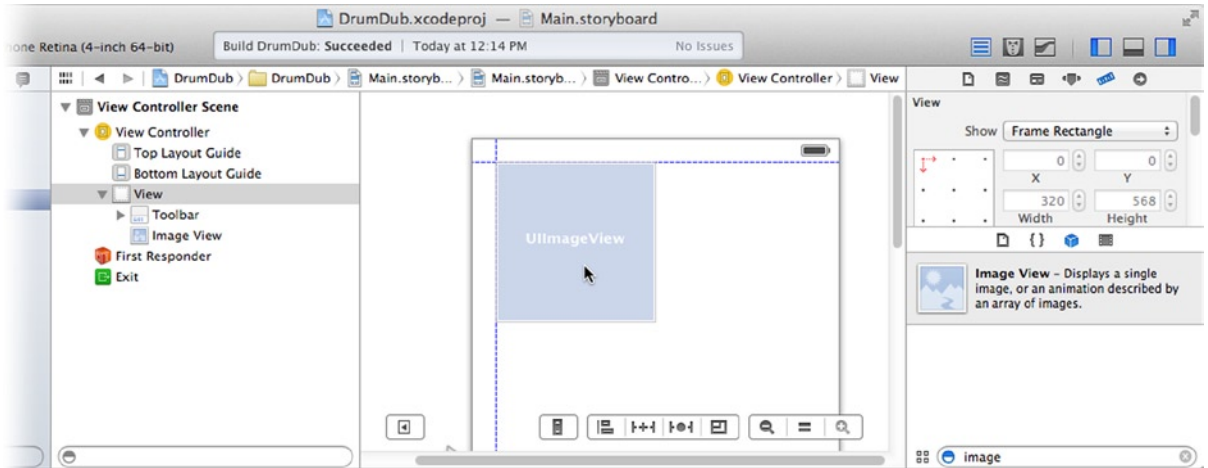 DrumDub.xcodeproj — Main.storyboard
one Retina (4-inch 64-bit)
Build DrumDub: Succeeded | Today at 12:14 PM
No Issues
DrumDub
DrumDub
Main.storyb...
Main.storyb...
View Contro...
View Controller
View
View Controller Scene
View Controller
Top Layout Guide
Bottom Layout Guide
View
Toolbar
Image View
First Responder
Exit
UIImageView
View
Show Frame Rectangle
0 0
X Y
320 568
Width Height
{}
Image View – Displays a single
image, or an animation described by
an array of images.
image